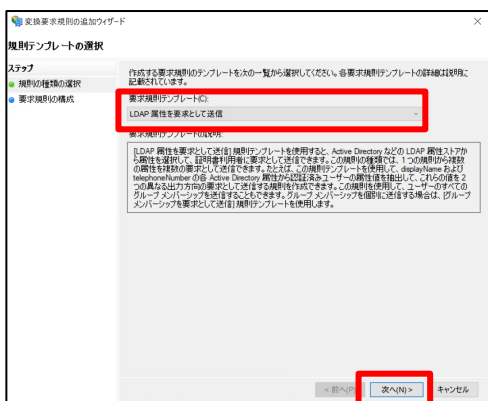 変換要求規則の追加ウィザード
規則テンプレートの選択
ステップ
規則の種類の選択
要求規則の構成
作成する要求規則のテンプレートを次の一覧から選択してください。各要求規則テンプレートの詳細は説明に
記載されています。
要求規則テンプレート(C):
LDAP 属性を要求として送信
要求規則テンプレートの説明:
[LDAP 属性を要求として送信] 規則テンプレートを使用すると、Active Directory などの LDAP 属性ストアか
ら属性を選択して、証明書利用者に要求として送信できます。この規則の種類では、1 つの規則から複数
の属性を複数の要求として送信できます。たとえば、この規則テンプレートを使用して、displayName および
telephoneNumber の各 Active Directory 属性から認証済みユーザーの属性値を抽出して、これらの値を 2
つの異なる出力方向の要求として送信する規則を作成できます。この規則を使用して、ユーザーのすべての
グループ メンバーシップを送信することもできます。グループ メンバーシップを個別に送信する場合は、[グループ
メンバーシップを要求として送信] 規則テンプレートを使用します。
< 前へ(P)
次へ(N) >
キャンセル